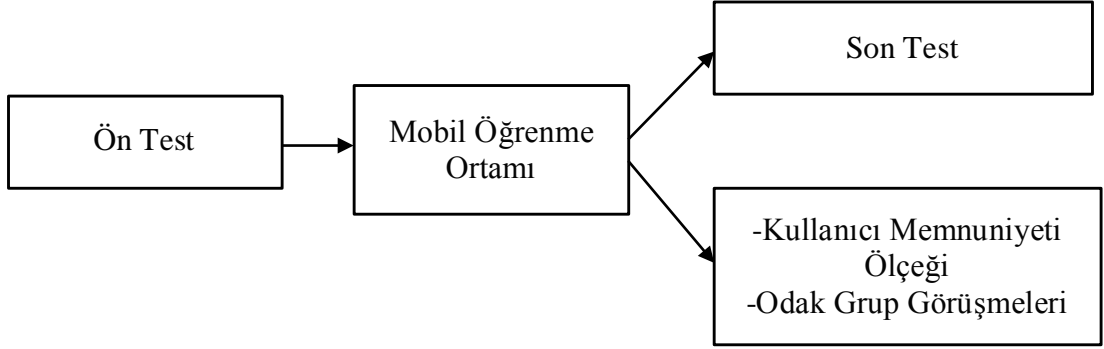 Ön Test
Mobil Öğrenme
Ortamı
Son Test
-Kullanıcı Memnuniyeti
Ölçeği
-Odak Grup Görüşmeleri